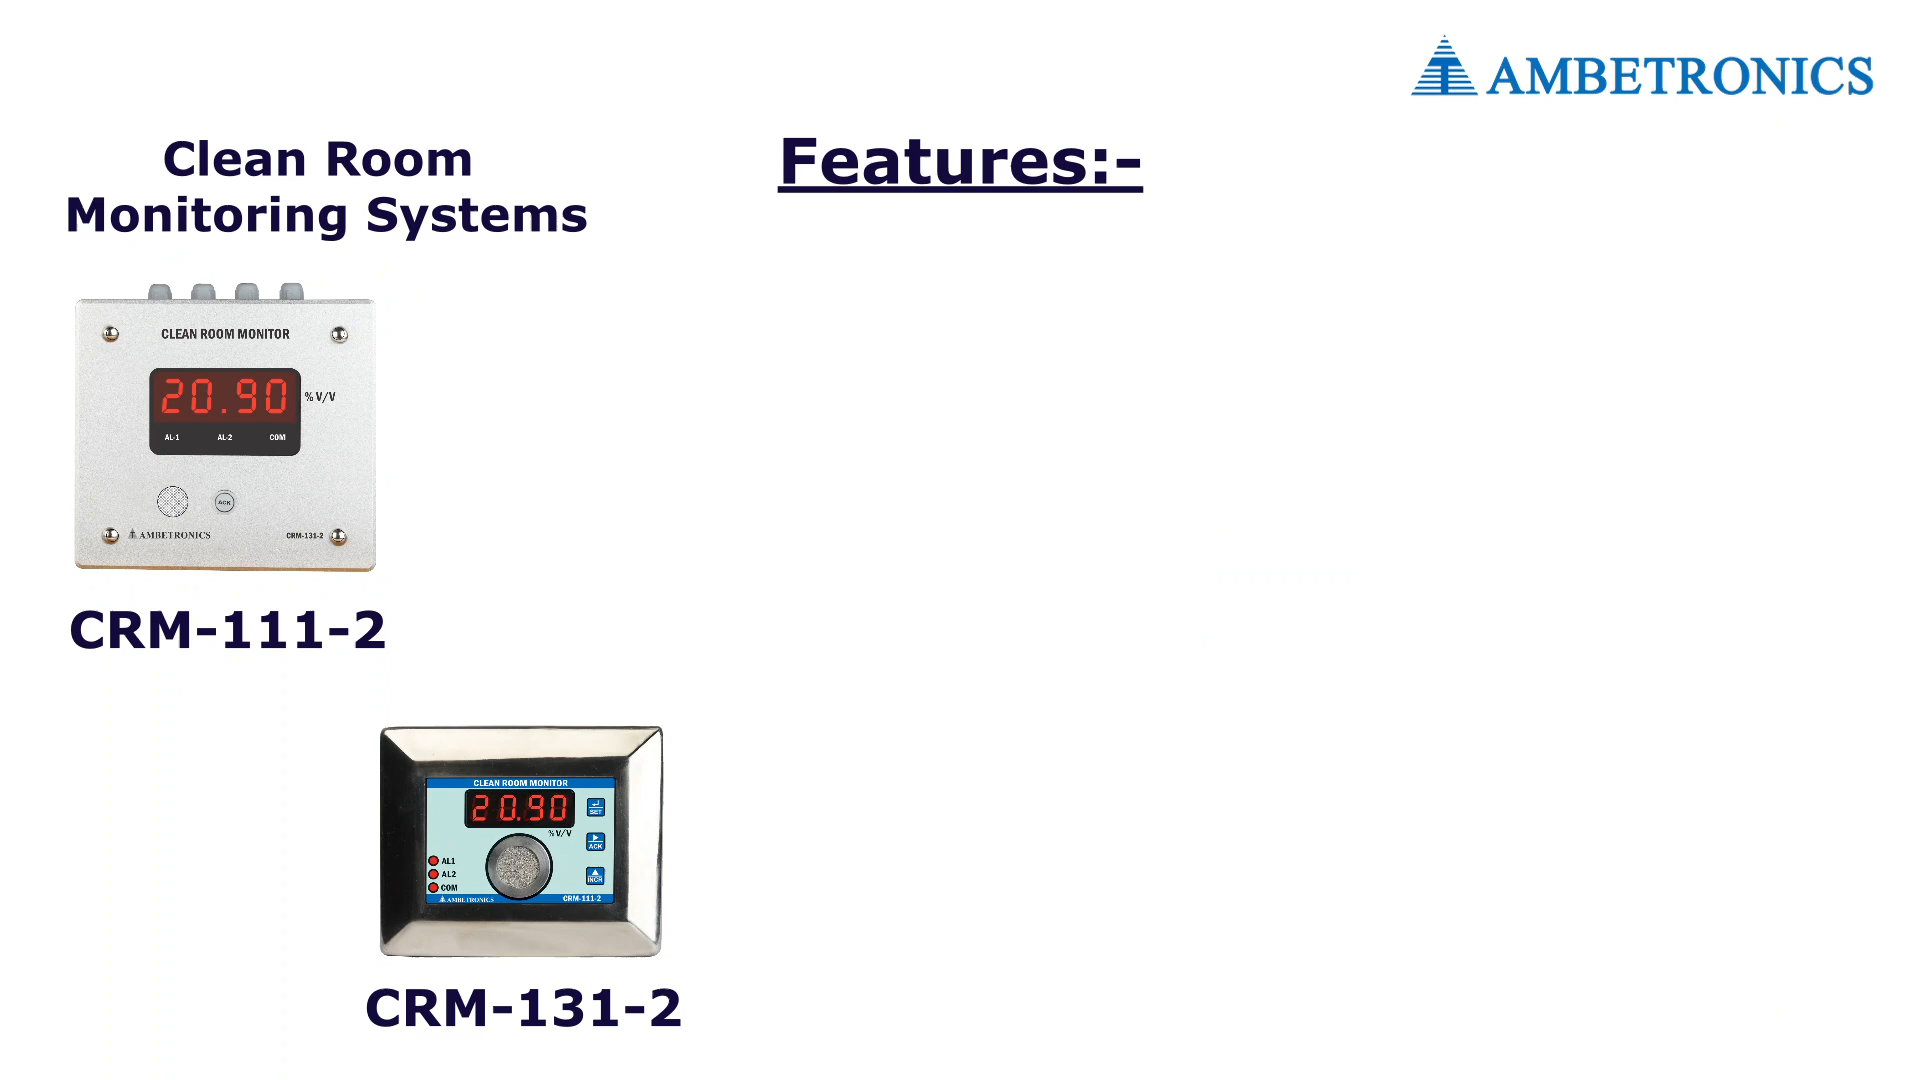 AMBETRONICS
Clean Room
Monitoring Systems
Features:-
CLEAN ROOM MONITOR
20.90
% V/V
AL-1 AL-2 COM
ACK
AMBETRONICS
CRM-131-2
CRM-111-2
CLEAN ROOM MONITOR
20.90
SET
% V/V
ACK
AL1
AL2
INCR
COM
AMBETRONICS
CRM-111-2
CRM-131-2